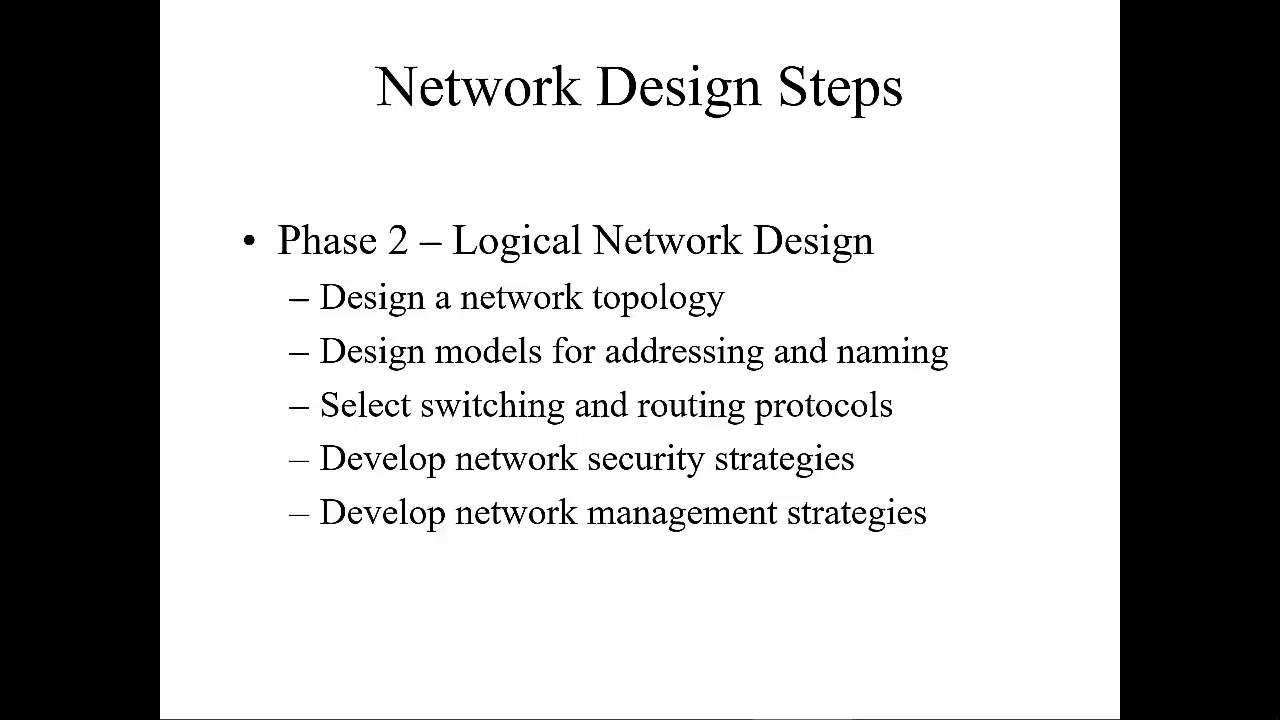 Network Design Steps
• Phase 2 – Logical Network Design
– Design a network topology
– Design models for addressing and naming
– Select switching and routing protocols
– Develop network security strategies
– Develop network management strategies